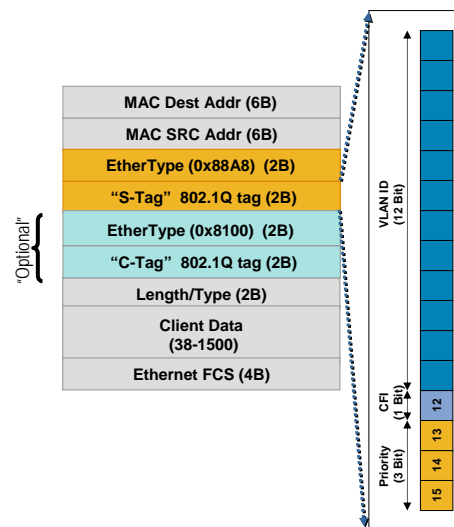 MAC Dest Addr (6B)
MAC SRC Addr (6B)
EtherType (0x88A8) (2B)
“S-Tag” 802.1Q tag (2B)
"Optional"
EtherType (0x8100) (2B)
“C-Tag” 802.1Q tag (2B)
Length/Type (2B)
Client Data
(38-1500)
Ethernet FCS (4B)
VLAN ID
(12 Bit)
CFI
(1 Bit)
12
Priority
(3 Bit)
13
14
15